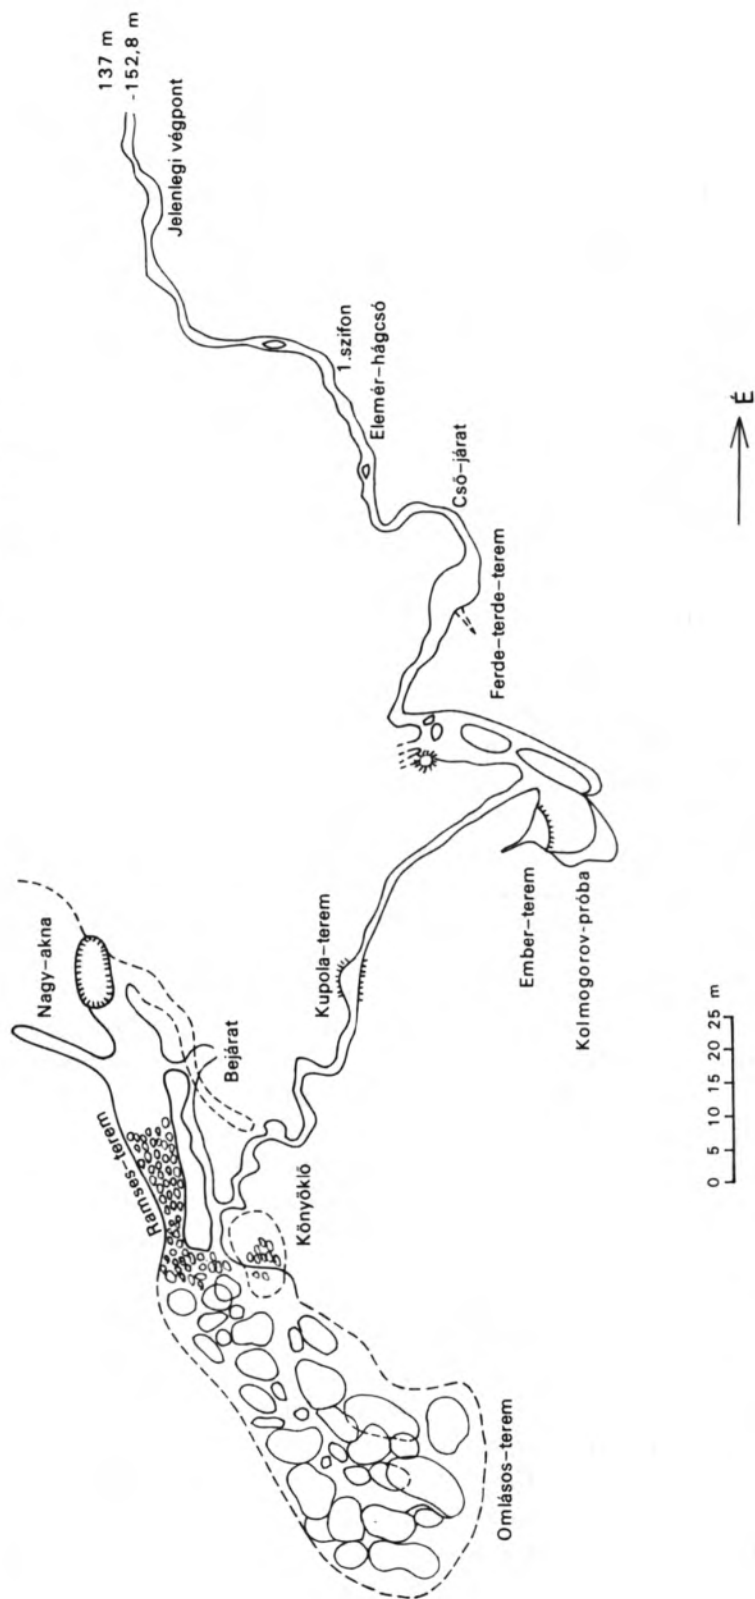 137 m
-152,8 m
Jelenlegi végpont
1.szifon
Elemér-hágcsó
Cső-járat
Ferde-terde-terem
Nagy-akna
Ramses-terem
Bejárat
Kupola-terem
Ember-terem
Kolmogorov-próba
Könyöklő
Omlásos-terem
0 5 10 15 20 25 m
É